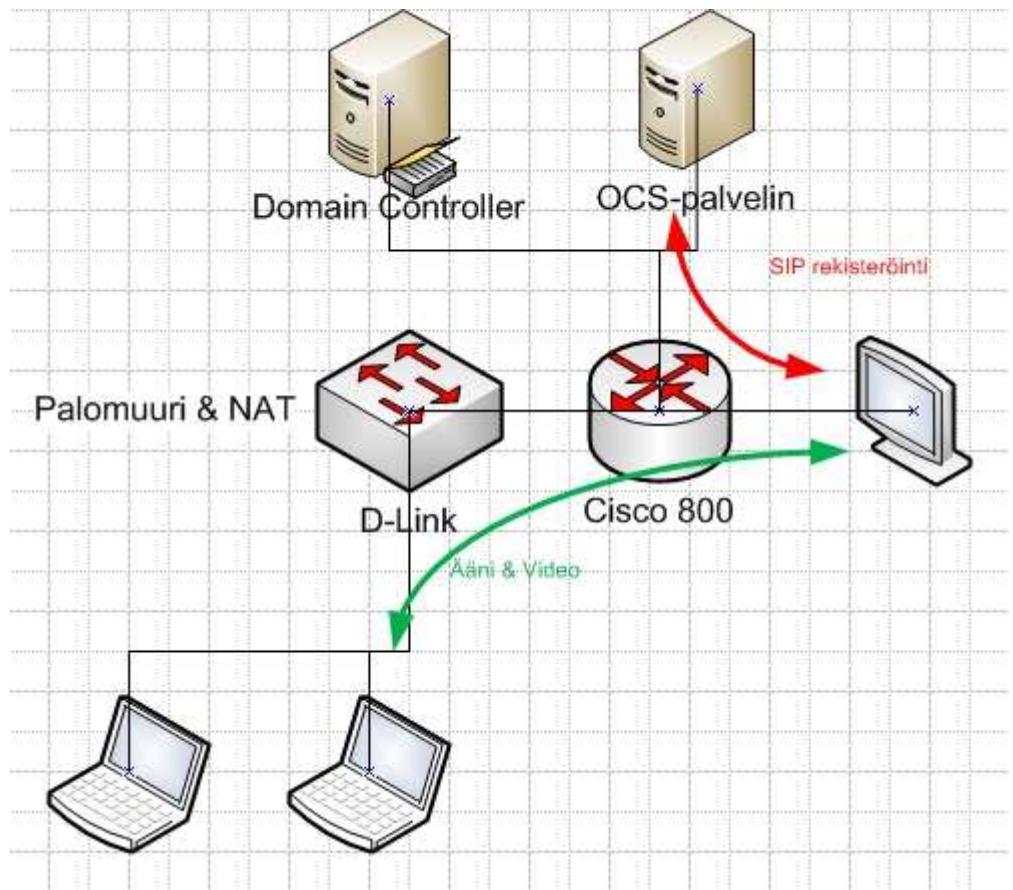 Domain Controller
OCS-palvelin
SIP rekisteröinti
Palomuuri & NAT
D-Link
Cisco 800
Ääni & Video